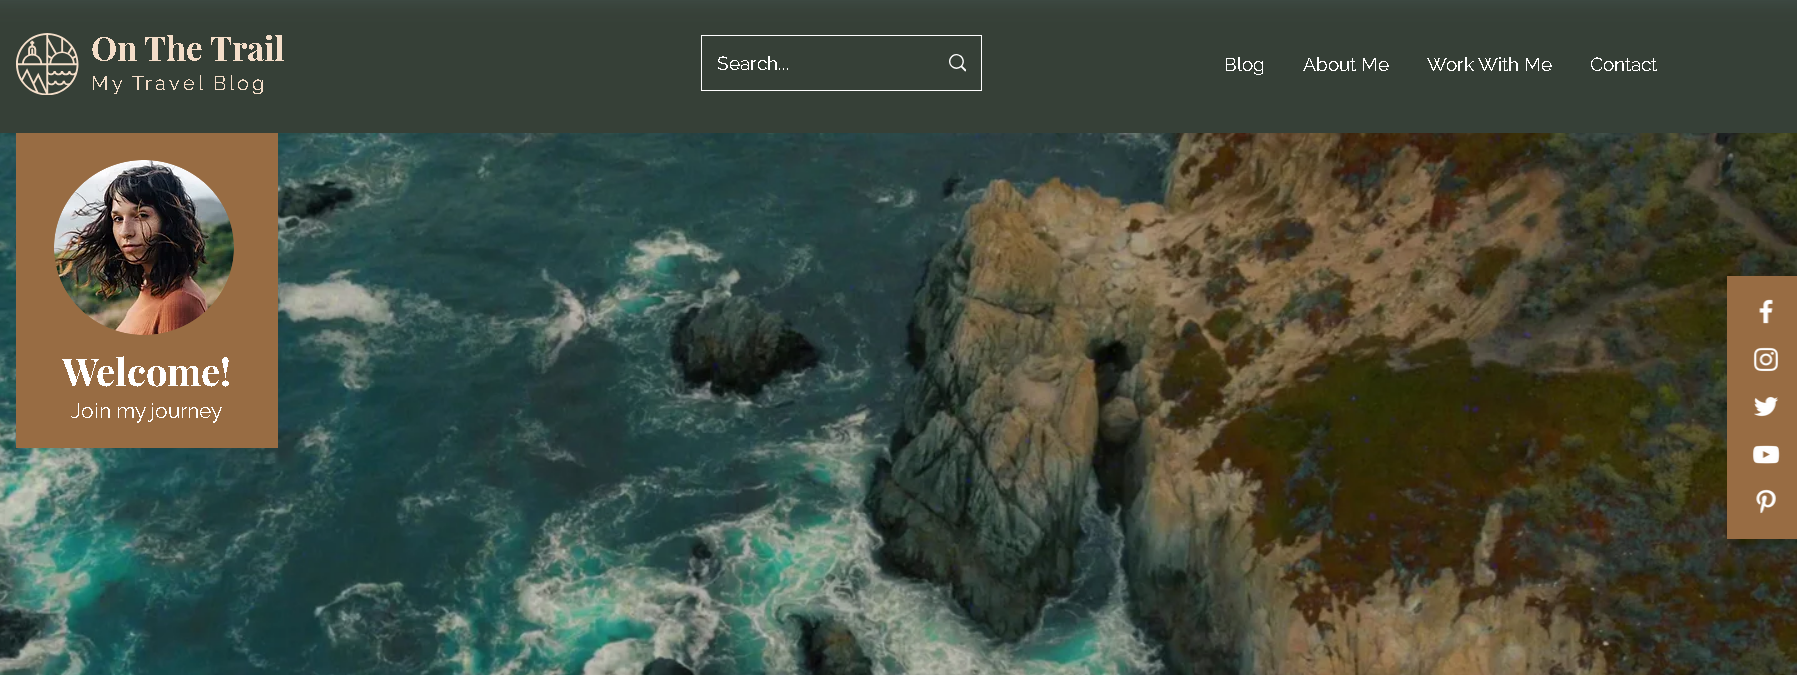 On The Trail
My Travel Blog
Search...
Blog
About Me
Work With Me
Contact
Welcome!
Join my journey